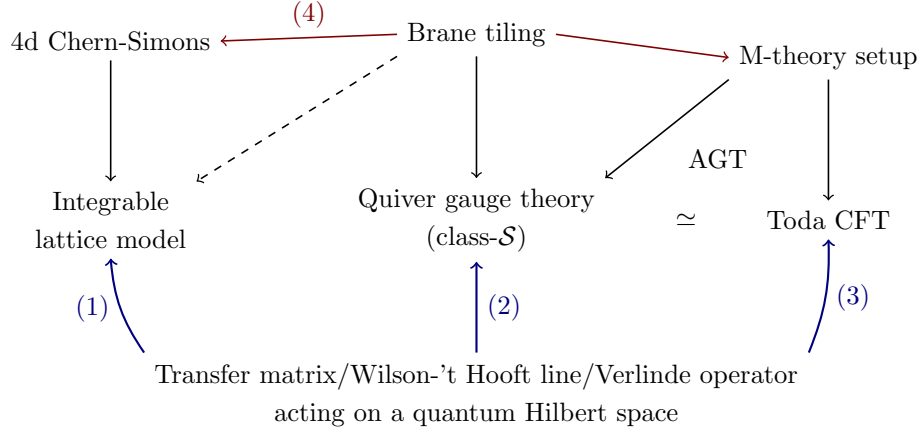 (4)
4d Chern-Simons
Brane tiling
M-theory setup
AGT
Integrable
lattice model
Quiver gauge theory
(class-𝒮)
≃
Toda CFT
(1)
(2)
(3)
Transfer matrix/Wilson-'t Hooft line/Verlinde operator
acting on a quantum Hilbert space